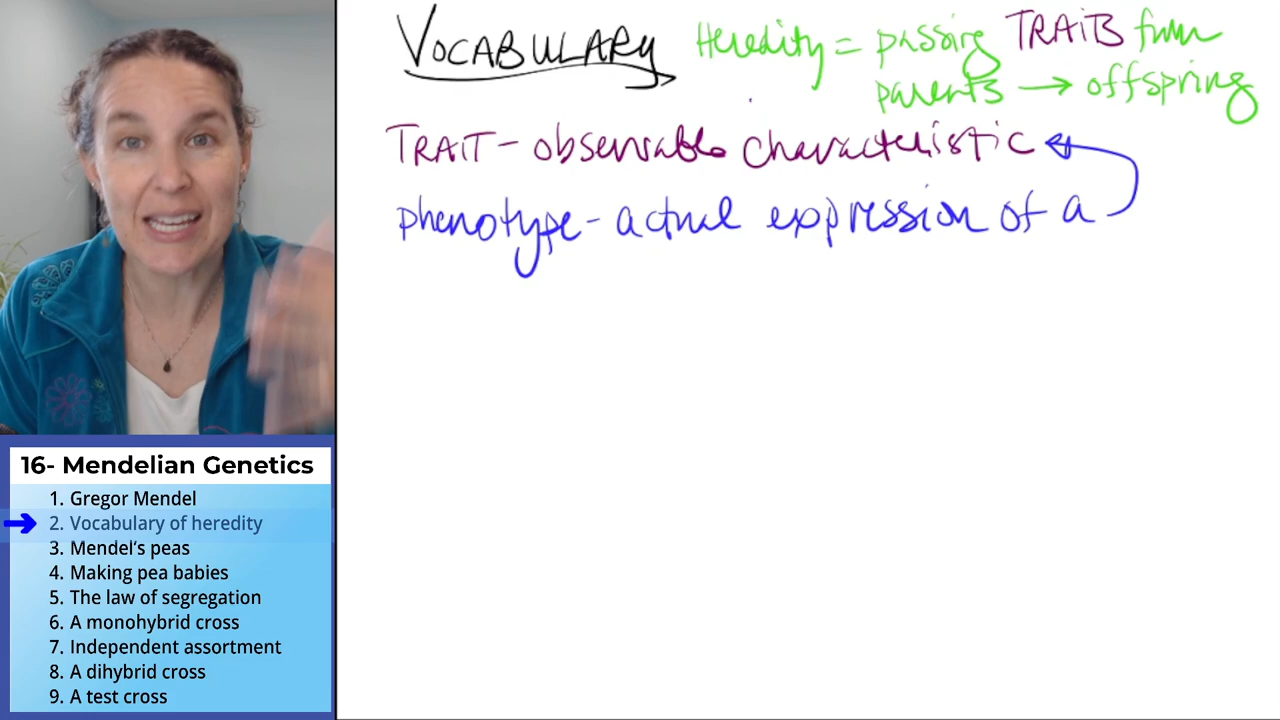 VOCABULARY
Heredity = passing TRAITS from
parents → offspring
TRAIT - observable characteristic
phenotype - actual expression of a
16- Mendelian Genetics
1. Gregor Mendel
2. Vocabulary of heredity
3. Mendel's peas
4. Making pea babies
5. The law of segregation
6. A monohybrid cross
7. Independent assortment
8. A dihybrid cross
9. A test cross